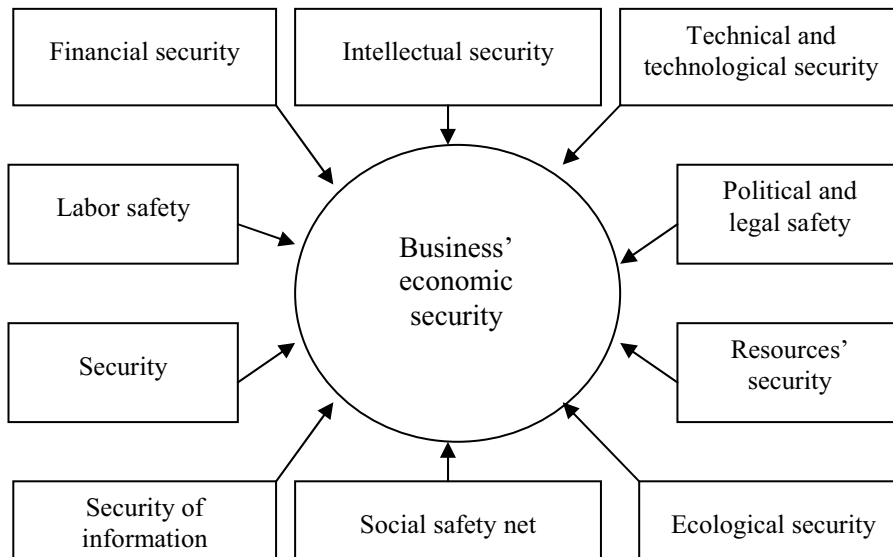 Financial security
Intellectual security
Technical and
technological security
Labor safety
Business’
economic
security
Political and
legal safety
Security
Resources’
security
Security of
information
Social safety net
Ecological security